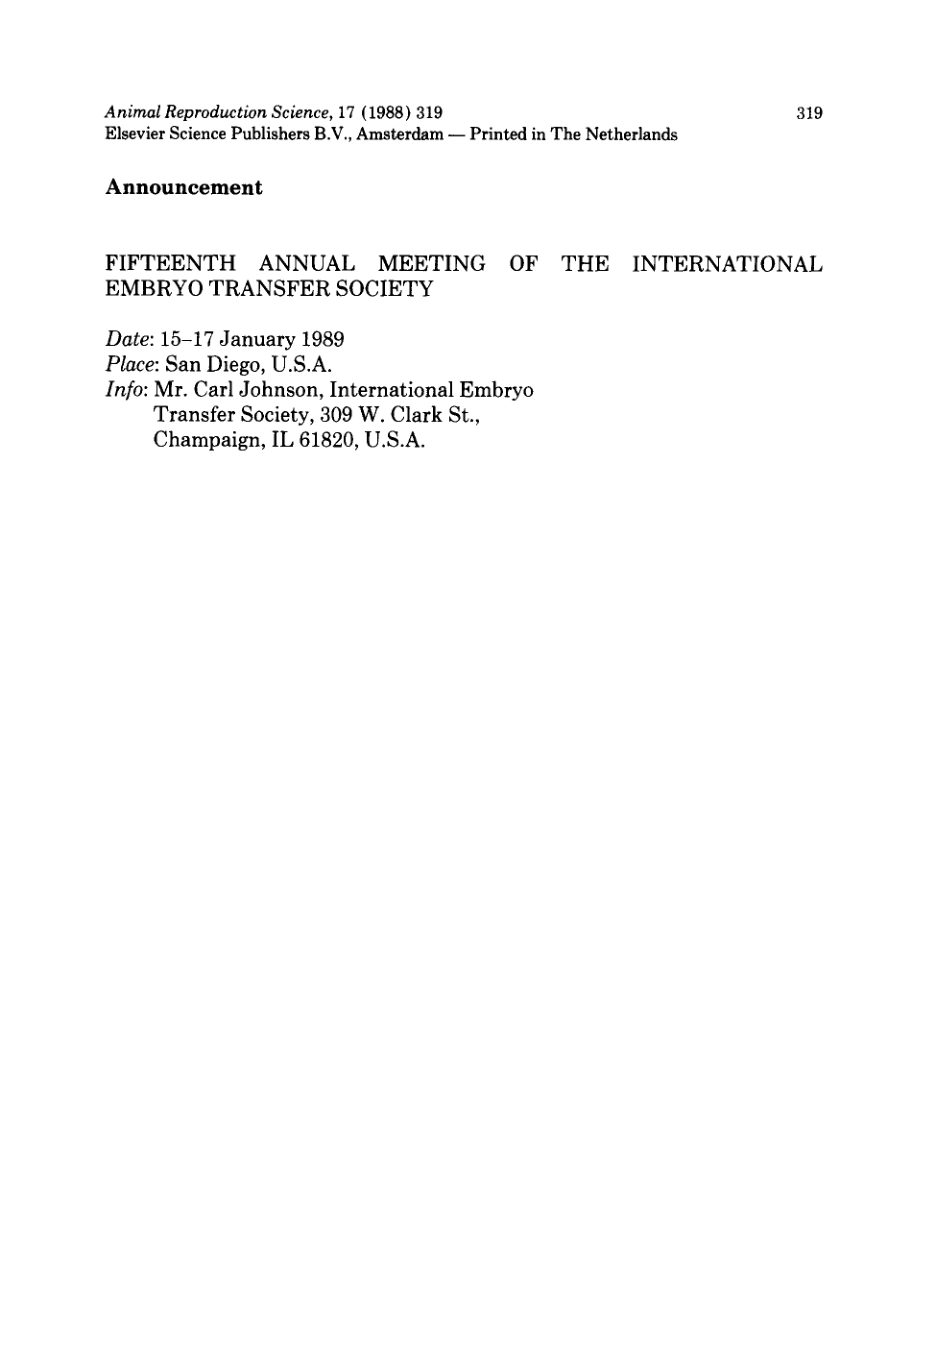 Animal Reproduction Science, 17 (1988) 319 319
Elsevier Science Publishers B.V., Amsterdam — Printed in The Netherlands
Announcement
FIFTEENTH ANNUAL MEETING OF THE INTERNATIONAL
EMBRYO TRANSFER SOCIETY
Date: 15–17 January 1989
Place: San Diego, U.S.A.
Info: Mr. Carl Johnson, International Embryo
Transfer Society, 309 W. Clark St.,
Champaign, IL 61820, U.S.A.